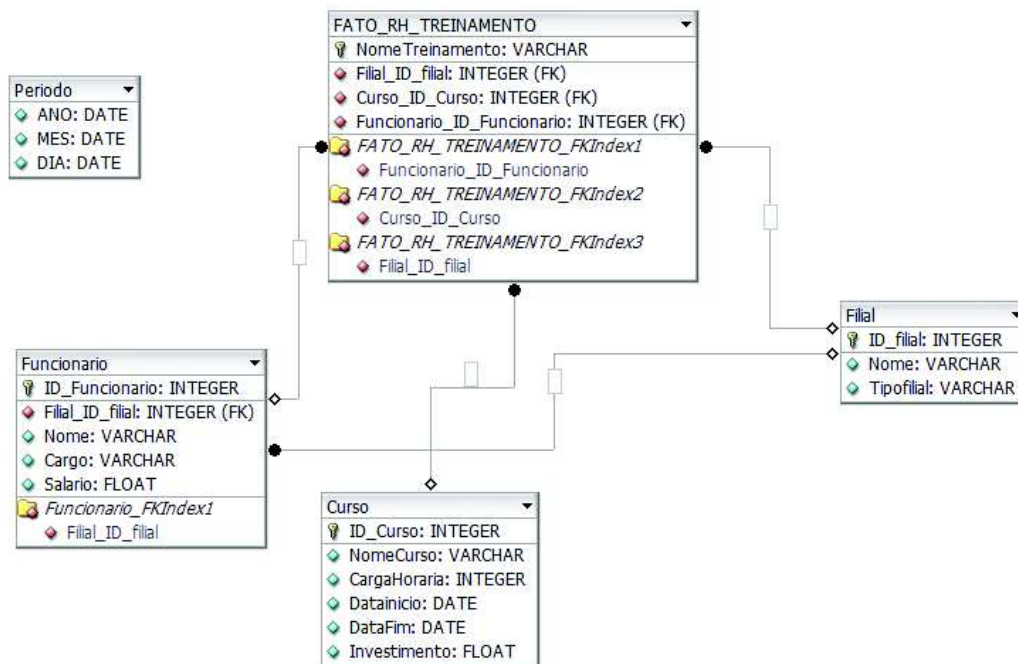 FATO_RH_TREINAMENTO
NomeTreinamento: VARCHAR
Filial_ID_filial: INTEGER (FK)
Curso_ID_Curso: INTEGER (FK)
Funcionario_ID_Funcionario: INTEGER (FK)
FATO_RH_TREINAMENTO_FKIndex1
Funcionario_ID_Funcionario
FATO_RH_TREINAMENTO_FKIndex2
Curso_ID_Curso
FATO_RH_TREINAMENTO_FKIndex3
Filial_ID_filial
Periodo
ANO: DATE
MES: DATE
DIA: DATE
Filial
ID_filial: INTEGER
Nome: VARCHAR
Tipofilial: VARCHAR
Funcionario
ID_Funcionario: INTEGER
Filial_ID_filial: INTEGER (FK)
Nome: VARCHAR
Cargo: VARCHAR
Salario: FLOAT
Funcionario_FKIndex1
Filial_ID_filial
Curso
ID_Curso: INTEGER
NomeCurso: VARCHAR
CargaHoraria: INTEGER
Datainicio: DATE
DataFim: DATE
Investimento: FLOAT